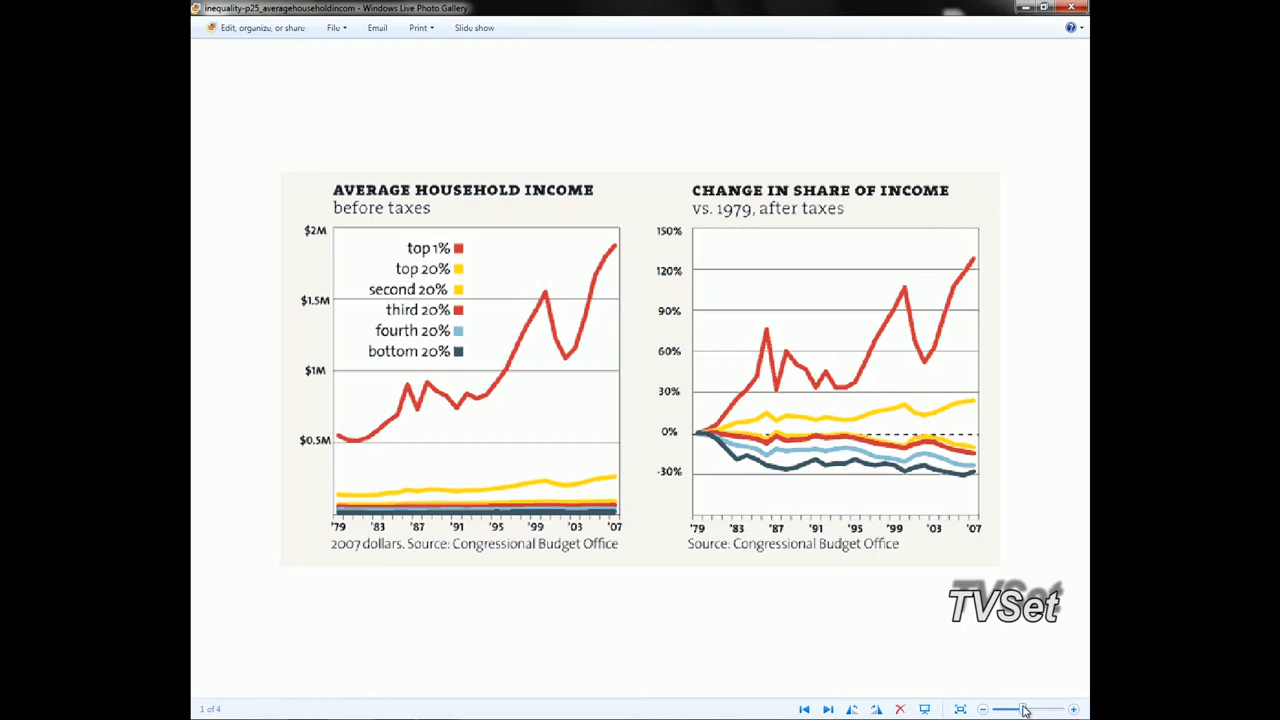 inequality-p25_averagehouseholdincom - Windows Live Photo Gallery
Edit, organize, or share File Email Print Slide show
AVERAGE HOUSEHOLD INCOME
before taxes
$2M
$1.5M
$1M
$0.5M
top 1%
top 20%
second 20%
third 20%
fourth 20%
bottom 20%
'79 '83 '87 '91 '95 '99 '03 '07
2007 dollars. Source: Congressional Budget Office
CHANGE IN SHARE OF INCOME
vs. 1979, after taxes
150%
120%
90%
60%
30%
0%
-30%
'79 '83 '87 '91 '95 '99 '03 '07
Source: Congressional Budget Office
TVSet
1 of 4